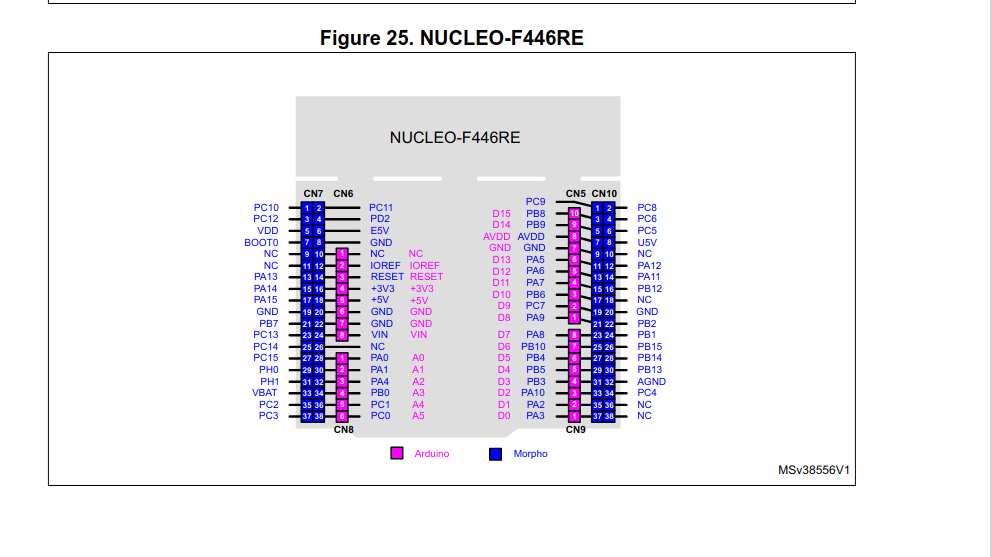 Figure 25. NUCLEO-F446RE
NUCLEO-F446RE
CN7 CN6 CN5 CN10
PC9
PC10 1 2 PC11 1 2 PC8
PC12 3 4 PD2 D15 PB8 10 3 4 PC6
VDD 5 6 E5V D14 PB9 9 5 6 PC5
BOOT0 7 8 GND AVDD AVDD 8 7 8 U5V
NC 9 10 1 NC NC GND GND 7 9 10 NC
NC 11 12 2 IOREF IOREF D13 PA5 6 11 12 PA12
PA13 13 14 3 RESET RESET D12 PA6 5 13 14 PA11
PA14 15 16 4 +3V3 +3V3 D11 PA7 4 15 16 PB12
PA15 17 18 5 +5V +5V D10 PB6 3 17 18 NC
GND 19 20 6 GND GND D9 PC7 2 19 20 GND
PB7 21 22 7 GND GND D8 PA9 1 21 22 PB2
PC13 23 24 8 VIN VIN D7 PA8 8 23 24 PB1
PC14 25 26 NC D6 PB10 7 25 26 PB15
PC15 27 28 1 PA0 A0 D5 PB4 6 27 28 PB14
PH0 29 30 2 PA1 A1 D4 PB5 5 29 30 PB13
PH1 31 32 3 PA4 A2 D3 PB3 4 31 32 AGND
VBAT 33 34 4 PB0 A3 D2 PA10 3 33 34 PC4
PC2 35 36 5 PC1 A4 D1 PA2 2 35 36 NC
PC3 37 38 6 PC0 A5 D0 PA3 1 37 38 NC
CN8 CN9
Arduino Morpho
MSv38556V1